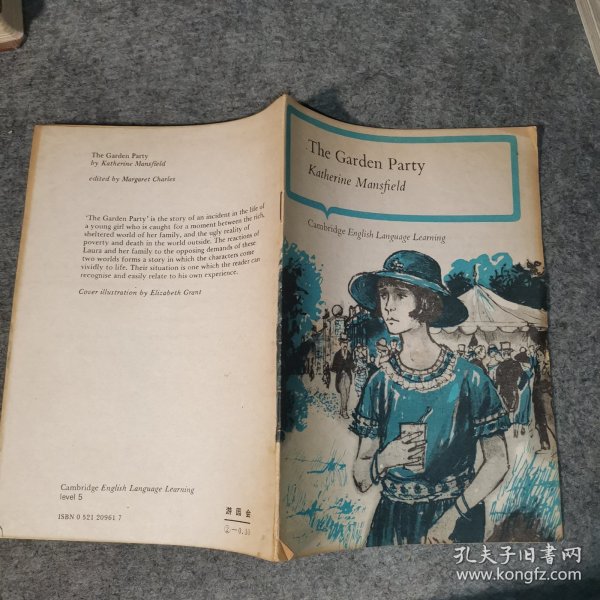 The Garden Party
by Katherine Mansfield
edited by Margaret Charles
'The Garden Party' is the story of an incident in the life of
a young girl who is caught for a moment between the rich,
sheltered world of her family, and the ugly reality of
poverty and death in the world outside. The reactions of
Laura and her family to the opposing demands of these
two worlds forms a story in which the characters come
vividly to life. Their situation is one which the reader can
recognise and easily relate to his own experience.
Cover illustration by Elizabeth Grant
Cambridge English Language Learning
level 5
ISBN 0 521 20961 7
游园会
②—0.30
The Garden Party
Katherine Mansfield
Cambridge English Language Learning
孔夫子旧书网
www.kongfz.com